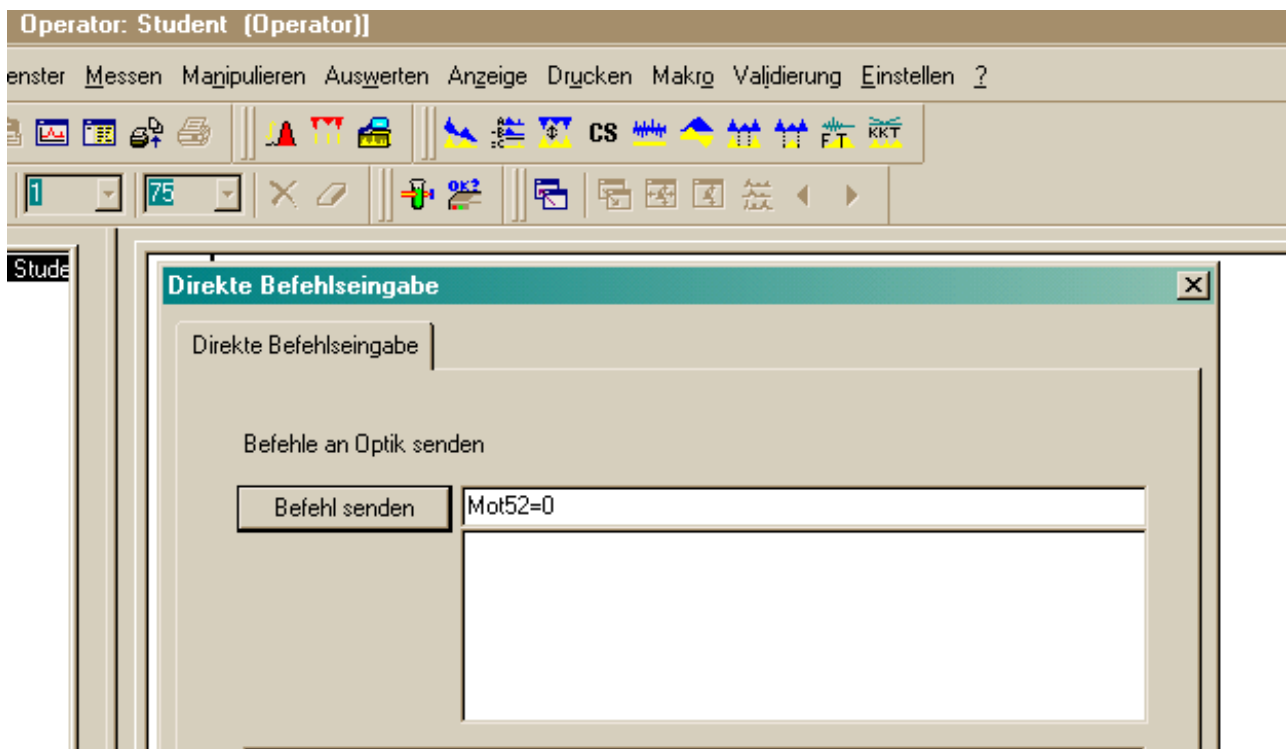 Operator: Student (Operator)]
enster Messen Manipulieren Auswerten Anzeige Drucken Makro Validierung Einstellen ?
CS FT KKT
1 75 OK?
Stude
Direkte Befehlseingabe
Direkte Befehlseingabe
Befehle an Optik senden
Befehl senden Mot52=0